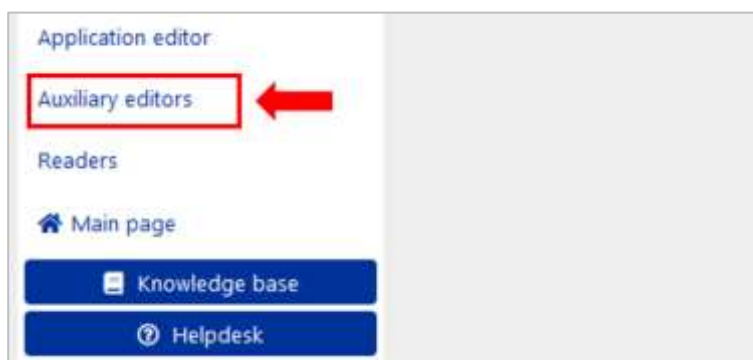 Application editor
Auxiliary editors
Readers
Main page
Knowledge base
Helpdesk